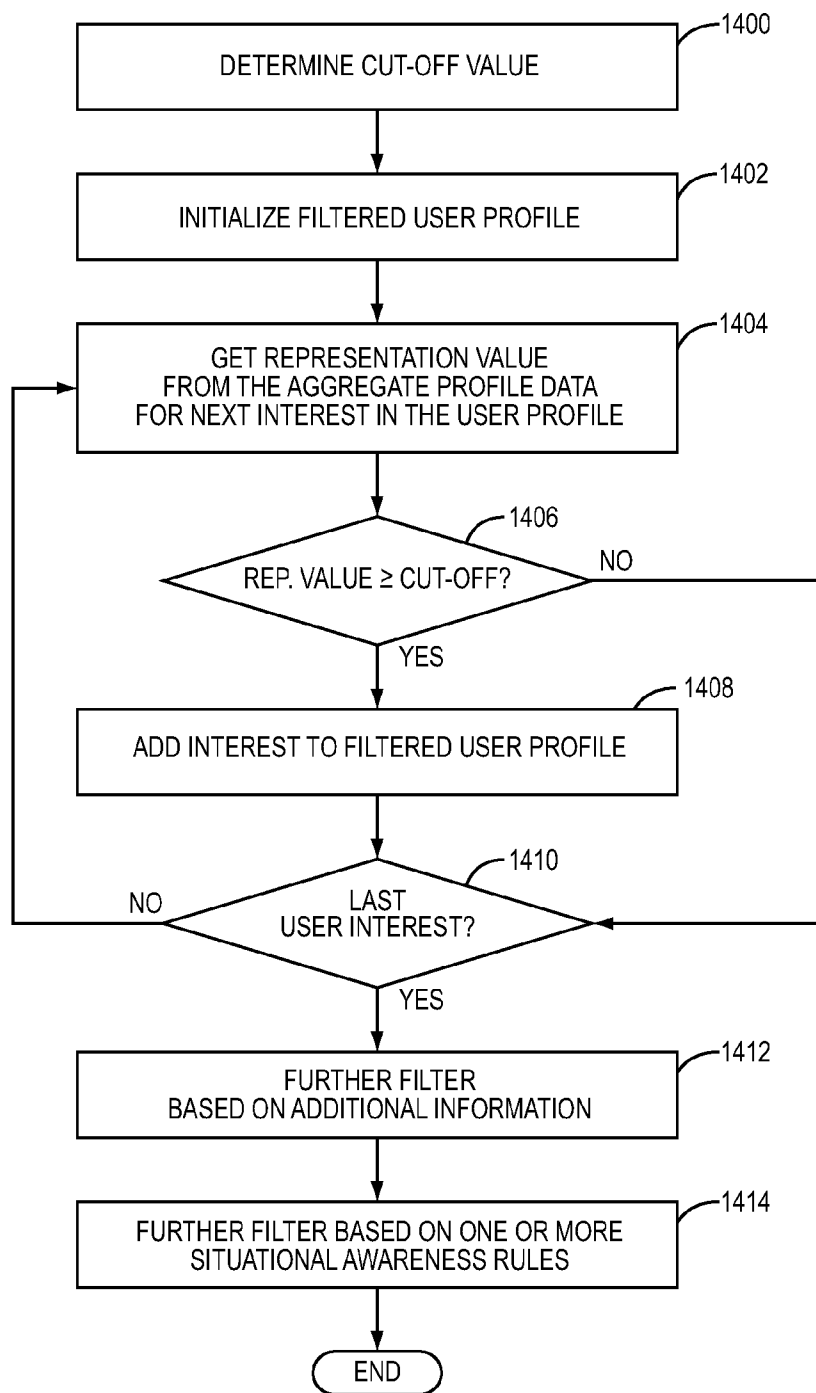 1400
DETERMINE CUT-OFF VALUE
1402
INITIALIZE FILTERED USER PROFILE
1404
GET REPRESENTATION VALUE
FROM THE AGGREGATE PROFILE DATA
FOR NEXT INTEREST IN THE USER PROFILE
1406
REP. VALUE ≥ CUT-OFF?
NO
YES
1408
ADD INTEREST TO FILTERED USER PROFILE
1410
NO
LAST
USER INTEREST?
YES
1412
FURTHER FILTER
BASED ON ADDITIONAL INFORMATION
1414
FURTHER FILTER BASED ON ONE OR MORE
SITUATIONAL AWARENESS RULES
END